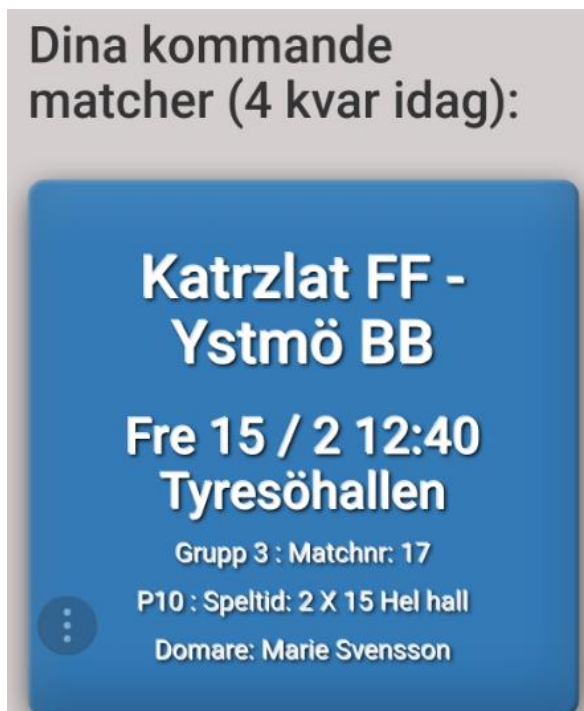 Dina kommande
matcher (4 kvar idag):
Katrzlat FF -
Ystmö BB
Fre 15 / 2 12:40
Tyresöhallen
Grupp 3 : Matchnr: 17
P10 : Speltid: 2 X 15 Hel hall
Domare: Marie Svensson